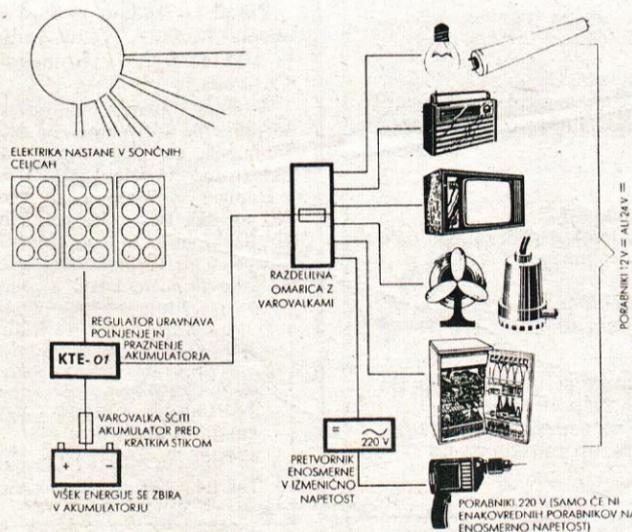 ELEKTRIKA NASTANE V SONČNIH
CELICAH
REGULATOR URAVNAVA
POLNJENJE IN
PRAZNENJE
AKUMULATORJA
KTE-01
VAROVALKA ŠČITI
AKUMULATOR PRED
KRATKIM STIKOM
+ −
VIŠEK ENERGIJE SE ZBIRA
V AKUMULATORJU
RAZDELILNA
OMARICA Z
VAROVALKAMI
= ~
220 V
PRETVORNIK
ENOSMERNE
V IZMENIČNO
NAPETOST
PORABNIKI 12 V = ALI 24 V =
PORABNIKI 220 V (SAMO ČE NI
ENAKOVREDNIH PORABNIKOV NA
ENOSMERNO NAPETOST)